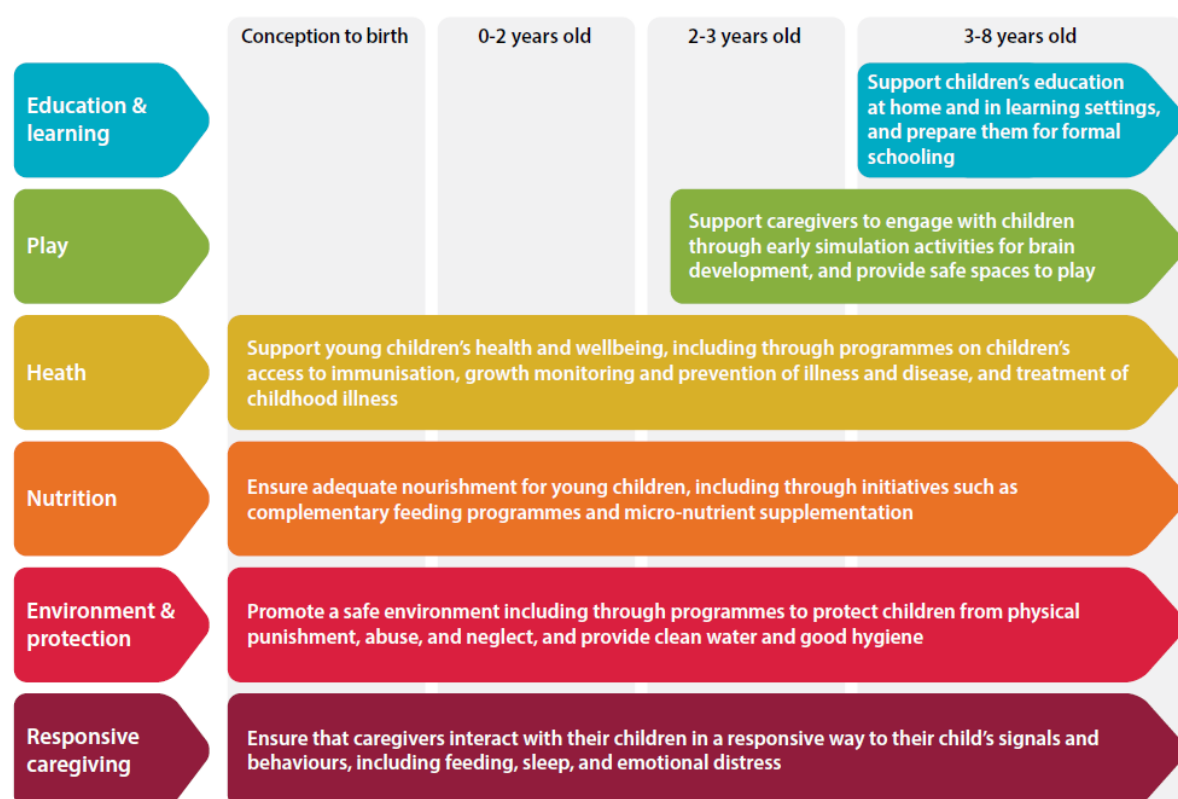 Conception to birth
0-2 years old
2-3 years old
3-8 years old
Education &
learning
Support children's education
at home and in learning settings,
and prepare them for formal
schooling
Play
Support caregivers to engage with children
through early simulation activities for brain
development, and provide safe spaces to play
Heath
Support young children's health and wellbeing, including through programmes on children's
access to immunisation, growth monitoring and prevention of illness and disease, and treatment of
childhood illness
Nutrition
Ensure adequate nourishment for young children, including through initiatives such as
complementary feeding programmes and micro-nutrient supplementation
Environment &
protection
Promote a safe environment including through programmes to protect children from physical
punishment, abuse, and neglect, and provide clean water and good hygiene
Responsive
caregiving
Ensure that caregivers interact with their children in a responsive way to their child's signals and
behaviours, including feeding, sleep, and emotional distress